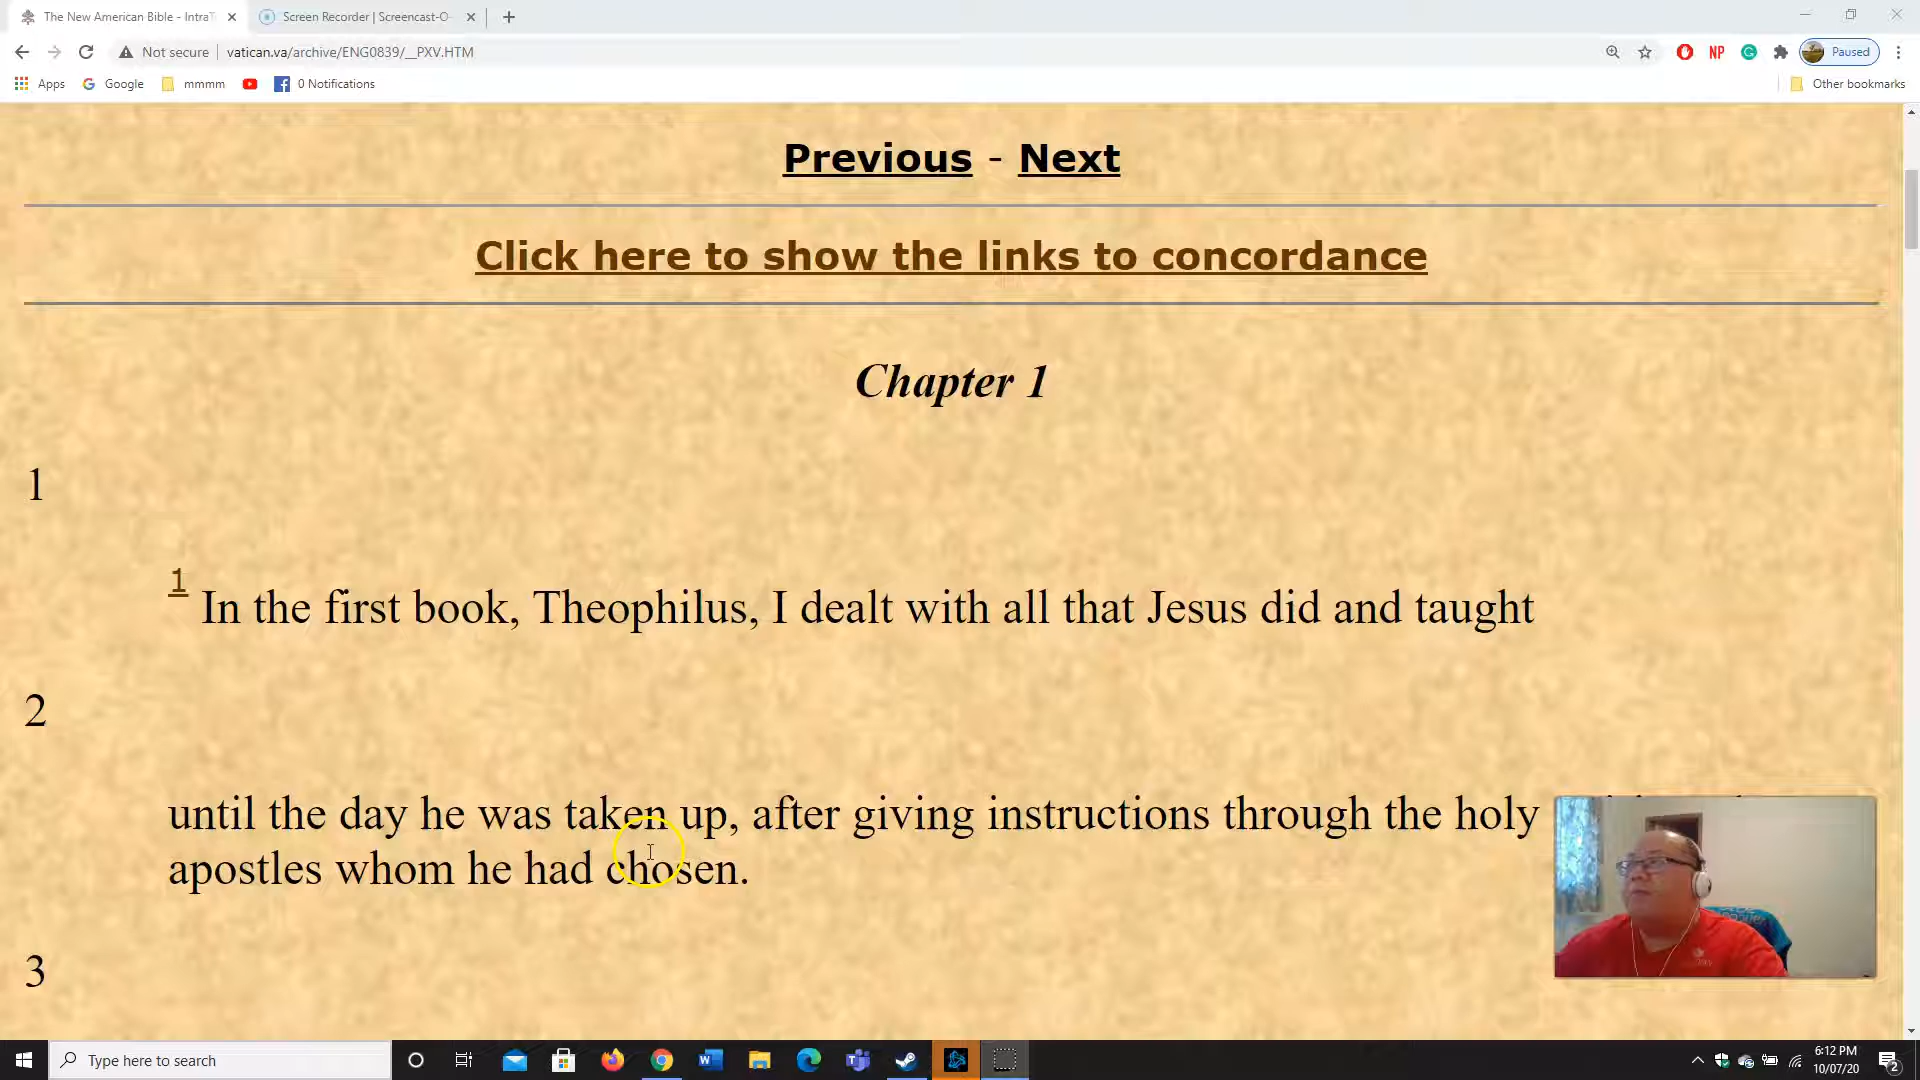 The New American Bible - IntraT
Screen Recorder | Screencast-O-
Not secure
vatican.va/archive/ENG0839/__PXV.HTM
NP
G
Paused
Apps
Google
mmmm
0 Notifications
Other bookmarks
Previous - Next
Click here to show the links to concordance
Chapter 1
1
1 In the first book, Theophilus, I dealt with all that Jesus did and taught
2
until the day he was taken up, after giving instructions through the holy
apostles whom he had chosen.
3
Type here to search
6:12 PM
10/07/20
2